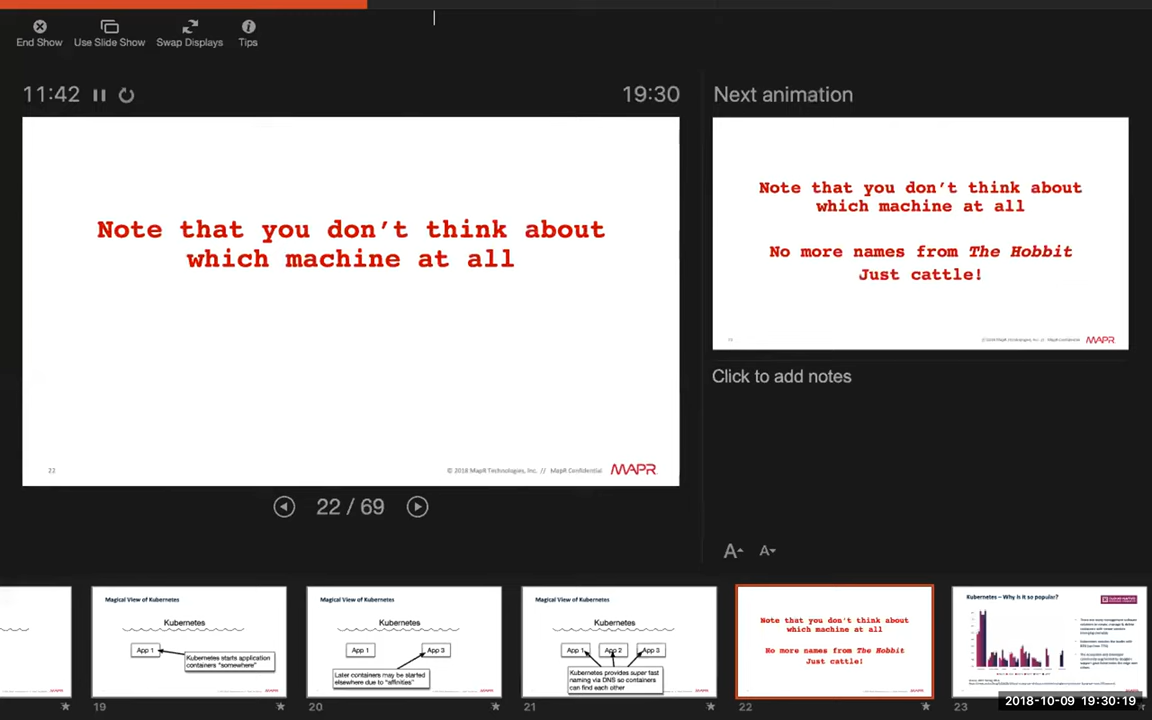 End Show
Use Slide Show
Swap Displays
Tips
11:42
19:30
Next animation
Note that you don't think about
which machine at all
22
© 2018 MapR Technologies, Inc. // MapR Confidential
MAPR
Note that you don't think about
which machine at all
No more names from The Hobbit
Just cattle!
MAPR
Click to add notes
22 / 69
A
A
Magical View of Kubernetes
Kubernetes
App 1
Kubernetes starts application
containers "somewhere"
19
Magical View of Kubernetes
Kubernetes
App 1
App 3
Later containers may be started
elsewhere due to "affinities"
20
Magical View of Kubernetes
Kubernetes
App 1
App 2
App 3
Kubernetes provides super fast
naming via DNS so containers
can find each other
21
Note that you don't think about
which machine at all
No more names from The Hobbit
Just cattle!
22
Kubernetes – Why is it so popular?
23
2018-10-09 19:30:19